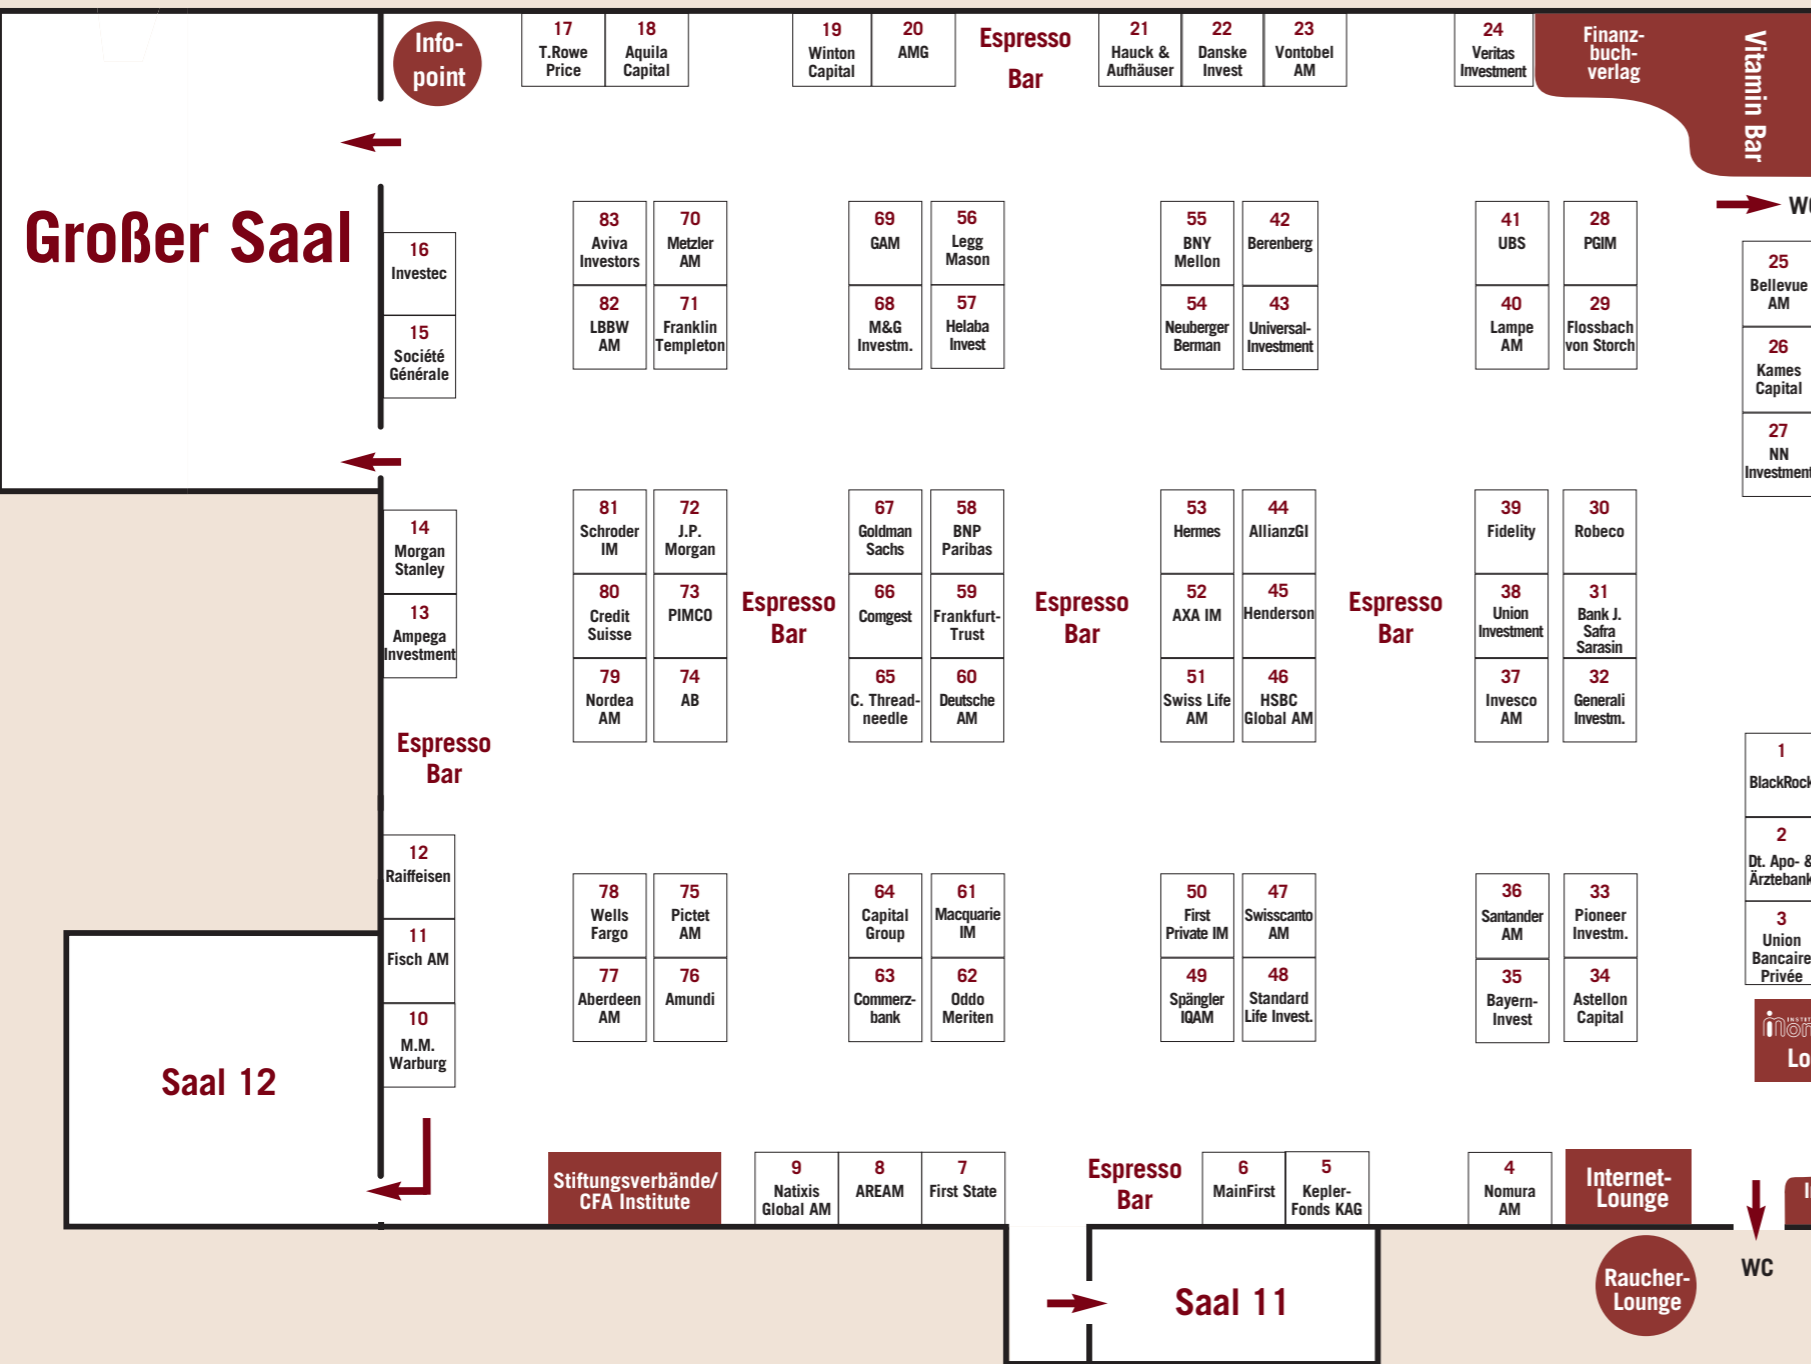 Info-
point
17
T.Rowe
Price
18
Aquila
Capital
19
Winton
Capital
20
AMG
Espresso
Bar
21
Hauck &
Aufhäuser
22
Danske
Invest
23
Vontobel
AM
24
Veritas
Investment
Finanz-
buch-
verlag
Vitamin Bar
Großer Saal
16
Investec
15
Société
Générale
83
Aviva
Investors
70
Metzler
AM
82
LBBW
AM
71
Franklin
Templeton
69
GAM
56
Legg
Mason
68
M&G
Investm.
57
Helaba
Invest
55
BNY
Mellon
42
Berenberg
54
Neuberger
Berman
43
Universal-
Investment
41
UBS
28
PGIM
40
Lampe
AM
29
Flossbach
von Storch
25
Bellevue
AM
26
Kames
Capital
27
NN
Investment
14
Morgan
Stanley
13
Ampega
Investment
81
Schroder
IM
72
J.P.
Morgan
80
Credit
Suisse
73
PIMCO
79
Nordea
AM
74
AB
Espresso
Bar
67
Goldman
Sachs
58
BNP
Paribas
66
Comgest
59
Frankfurt-
Trust
65
C. Thread-
needle
60
Deutsche
AM
Espresso
Bar
53
Hermes
44
AllianzGI
52
AXA IM
45
Henderson
51
Swiss Life
AM
46
HSBC
Global AM
Espresso
Bar
39
Fidelity
30
Robeco
38
Union
Investment
31
Bank J.
Safra
Sarasin
37
Invesco
AM
32
Generali
Investm.
Espresso
Bar
1
BlackRock
2
Dt. Apo- &
Ärztebank
3
Union
Bancaire
Privée
12
Raiffeisen
11
Fisch AM
10
M.M.
Warburg
78
Wells
Fargo
75
Pictet
AM
77
Aberdeen
AM
76
Amundi
64
Capital
Group
61
Macquarie
IM
63
Commerz-
bank
62
Oddo
Meriten
50
First
Private IM
47
Swisscanto
AM
49
Spängler
IQAM
48
Standard
Life Invest.
36
Santander
AM
33
Pioneer
Investm.
35
Bayern-
Invest
34
Astellon
Capital
Lo
Saal 12
Stiftungsverbände/
CFA Institute
9
Natixis
Global AM
8
AREAM
7
First State
Espresso
Bar
6
MainFirst
5
Kepler-
Fonds KAG
4
Nomura
AM
Internet-
Lounge
WC
Raucher-
Lounge
Saal 11